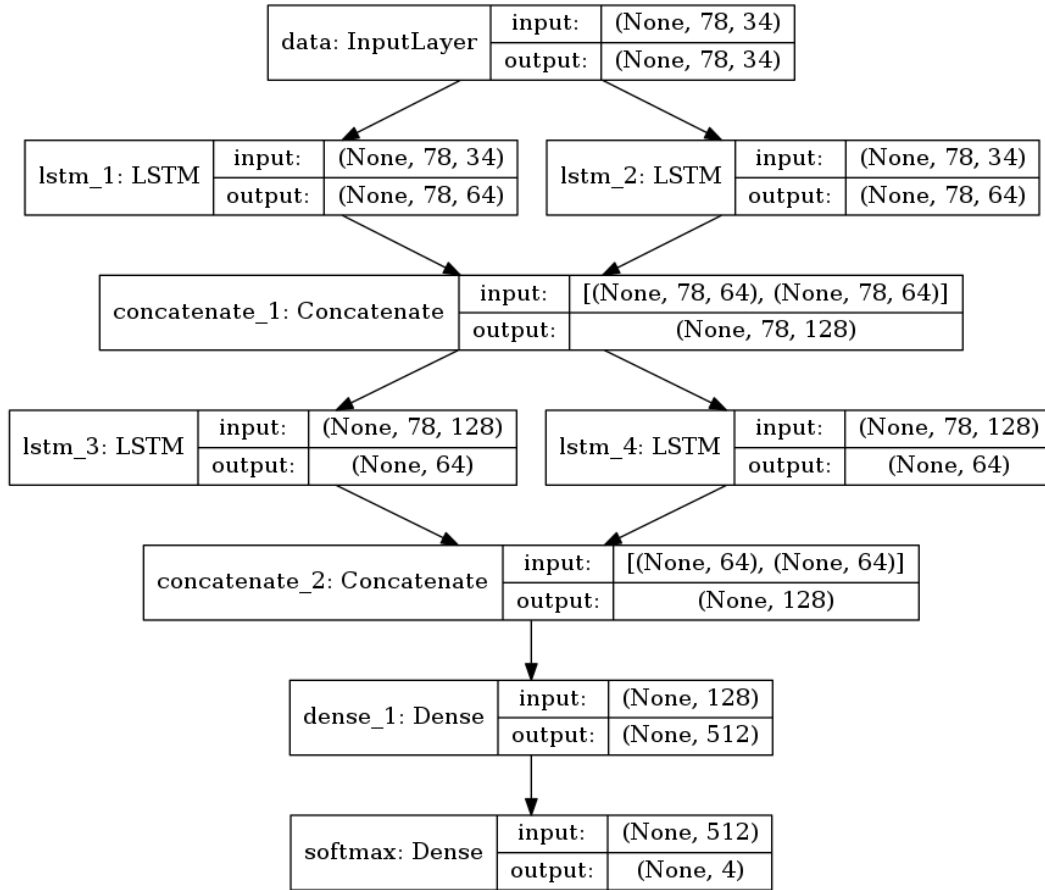 data: InputLayer
input: (None, 78, 34)
output: (None, 78, 34)
lstm_1: LSTM
input: (None, 78, 34)
output: (None, 78, 64)
lstm_2: LSTM
input: (None, 78, 34)
output: (None, 78, 64)
concatenate_1: Concatenate
input: [(None, 78, 64), (None, 78, 64)]
output: (None, 78, 128)
lstm_3: LSTM
input: (None, 78, 128)
output: (None, 64)
lstm_4: LSTM
input: (None, 78, 128)
output: (None, 64)
concatenate_2: Concatenate
input: [(None, 64), (None, 64)]
output: (None, 128)
dense_1: Dense
input: (None, 128)
output: (None, 512)
softmax: Dense
input: (None, 512)
output: (None, 4)